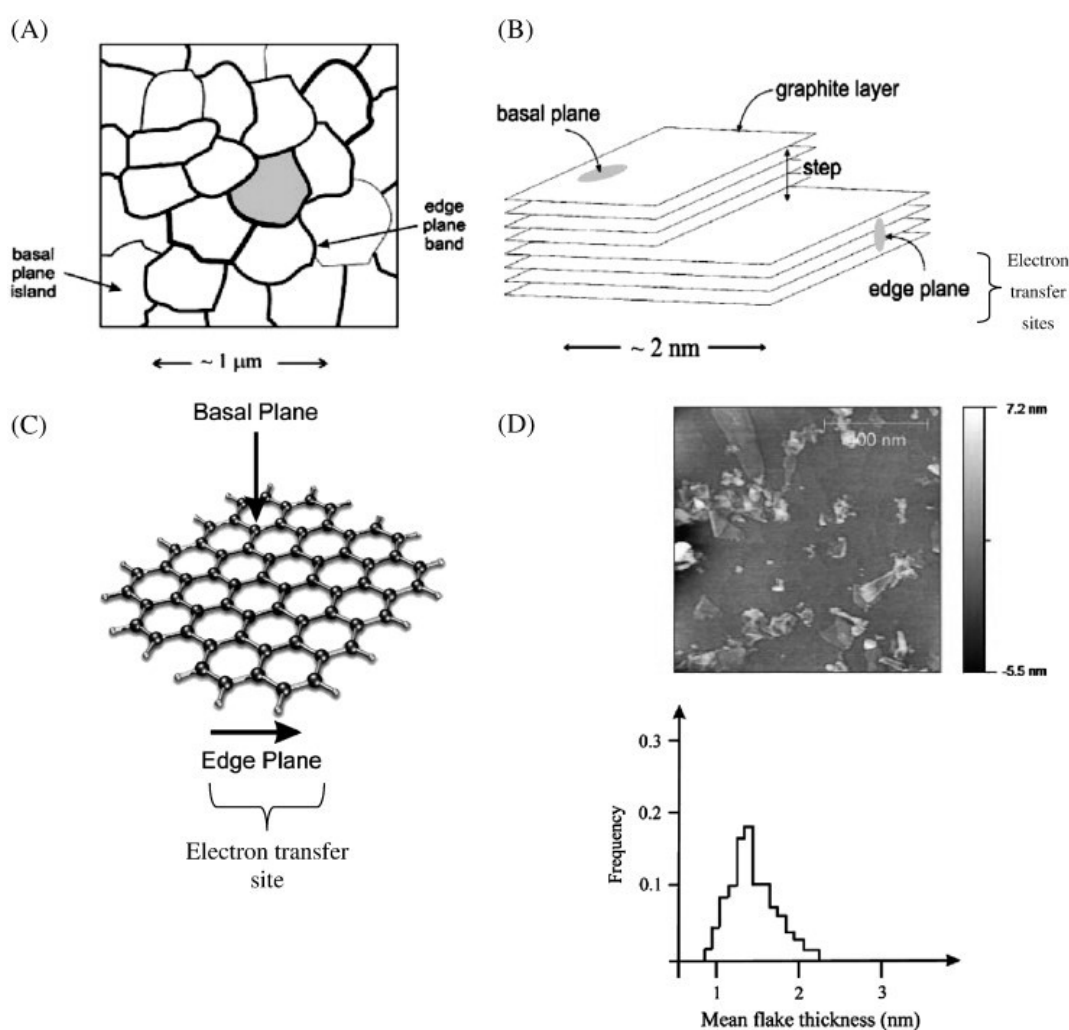 (A)
basal
plane
island
edge
plane
band
~ 1 μm
(B)
basal plane
graphite layer
step
edge plane
Electron
transfer
sites
~ 2 nm
(C)
Basal Plane
Edge Plane
Electron transfer
site
(D)
400 nm
7.2 nm
-5.5 nm
Frequency
0.3
0.2
0.1
1 2 3
Mean flake thickness (nm)